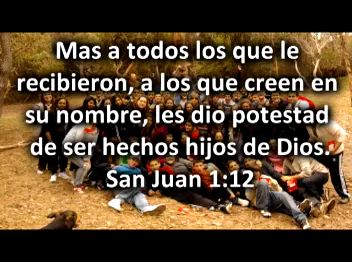 Mas a todos los que le
recibieron, a los que creen en
su nombre, les dio potestad
de ser hechos hijos de Dios.
San Juan 1:12